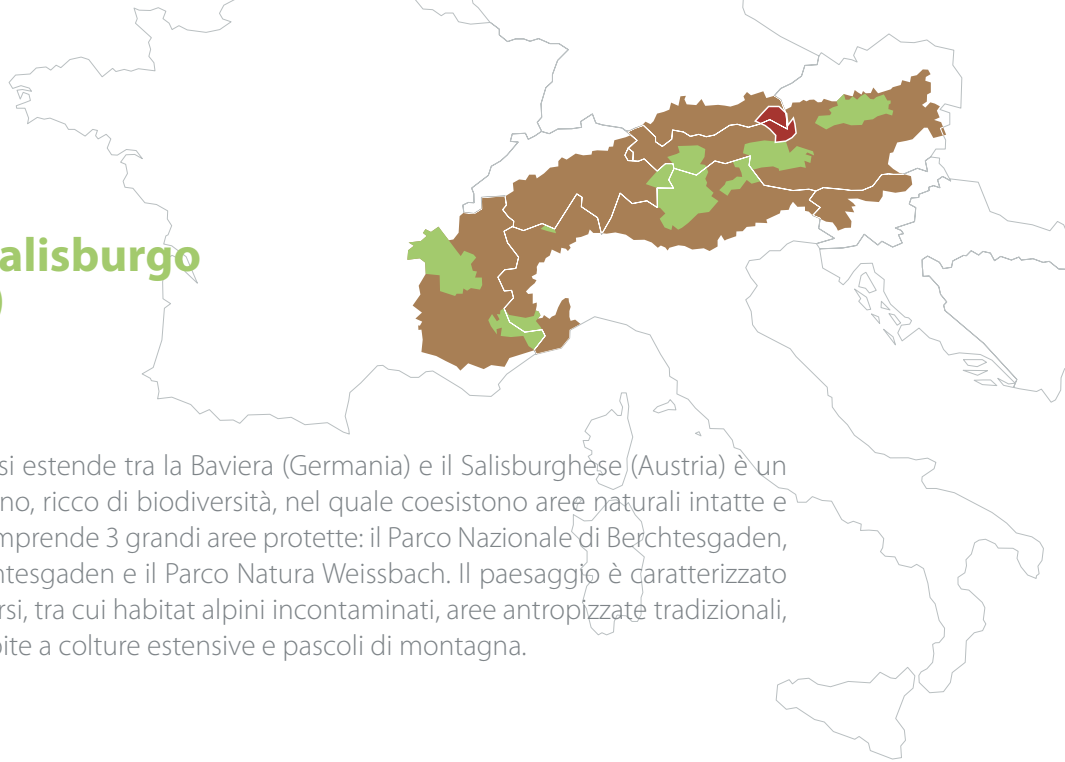 alisburgo
)
si estende tra la Baviera (Germania) e il Salisburghese (Austria) è un
no, ricco di biodiversità, nel quale coesistono aree naturali intatte e
mprende 3 grandi aree protette: il Parco Nazionale di Berchtesgaden,
htesgaden e il Parco Natura Weissbach. Il paesaggio è caratterizzato
rsi, tra cui habitat alpini incontaminati, aree antropizzate tradizionali,
bite a colture estensive e pascoli di montagna.